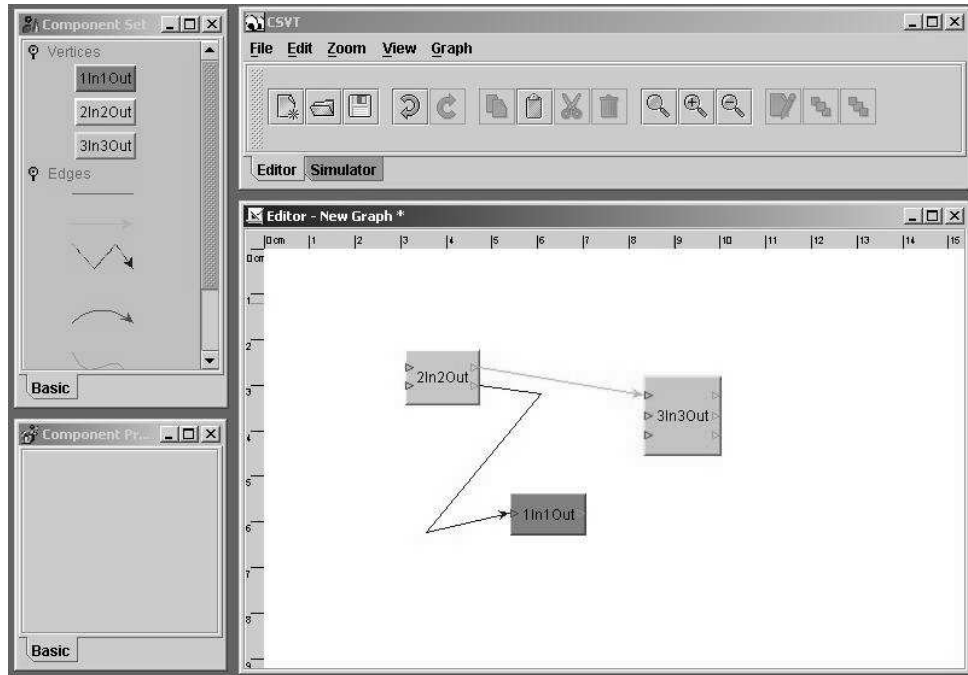 Component Set
Vertices
1In1Out
2In2Out
3In3Out
Edges
Basic
Component Pr...
Basic
CSVT
File Edit Zoom View Graph
Editor Simulator
Editor - New Graph *
0 cm 1 2 3 4 5 6 7 8 9 10 11 12 13 14 15
0 cm
1
2
3
4
5
6
7
8
9
2In2Out
3In3Out
1In1Out